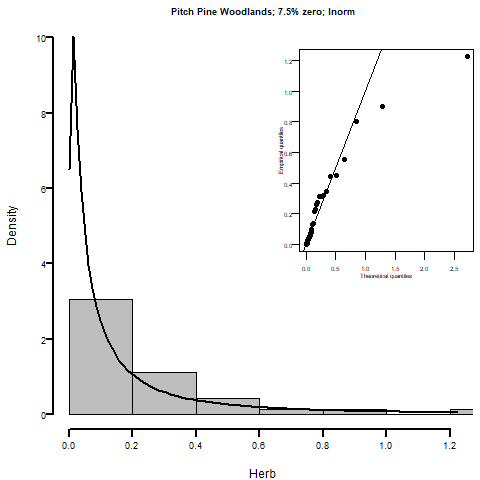 Pitch Pine Woodlands; 7.5% zero; lnorm
Density
10
8
6
4
2
0
0.0 0.2 0.4 0.6 0.8 1.0 1.2
Herb
Empirical quantiles
1.2
1.0
0.8
0.6
0.4
0.2
0.0
0.0 0.5 1.0 1.5 2.0 2.5
Theoretical quantiles